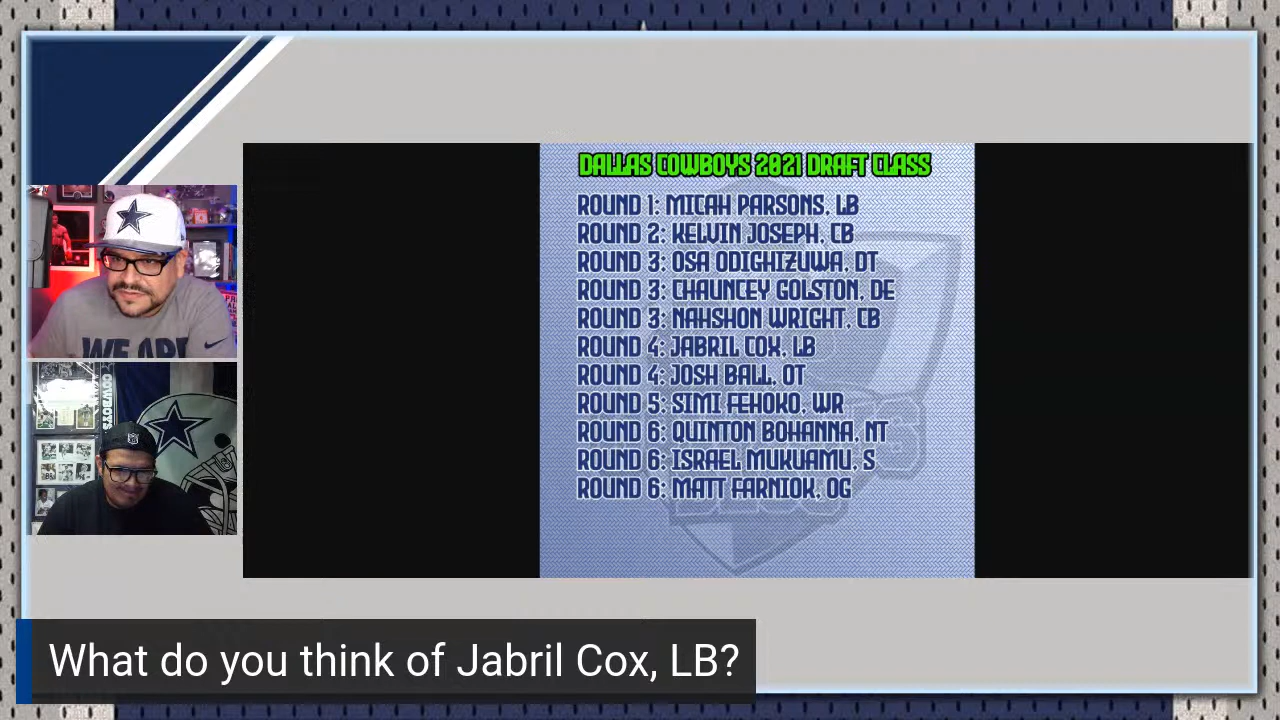 DALLAS COWBOYS 2021 DRAFT CLASS
ROUND 1: MICAH PARSONS, LB
ROUND 2: KELVIN JOSEPH, CB
ROUND 3: OSA ODIGHIZUWA, DT
ROUND 3: CHAUNCEY GOLSTON, DE
ROUND 3: NAHSHON WRIGHT, CB
ROUND 4: JABRIL COX, LB
ROUND 4: JOSH BALL, OT
ROUND 5: SIMI FEHOKO, WR
ROUND 6: QUINTON BOHANNA, NT
ROUND 6: ISRAEL MUKUAMU, S
ROUND 6: MATT FARNIOK, OG
WE ARE
COWBOYS
What do you think of Jabril Cox, LB?